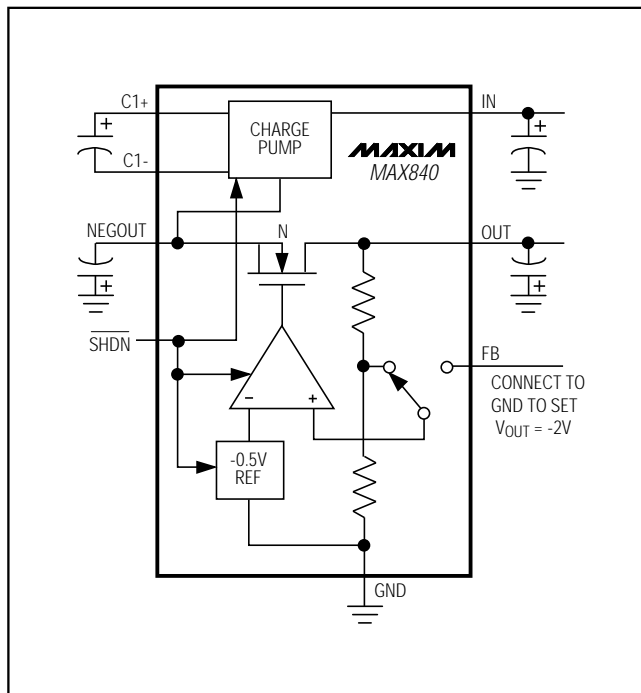 C1+
IN
+
+
CHARGE
PUMP
MAXIM
MAX840
C1-
NEGOUT
N
OUT
+
+
SHDN
FB
CONNECT TO
GND TO SET
VOUT = -2V
-
+
-0.5V
REF
GND